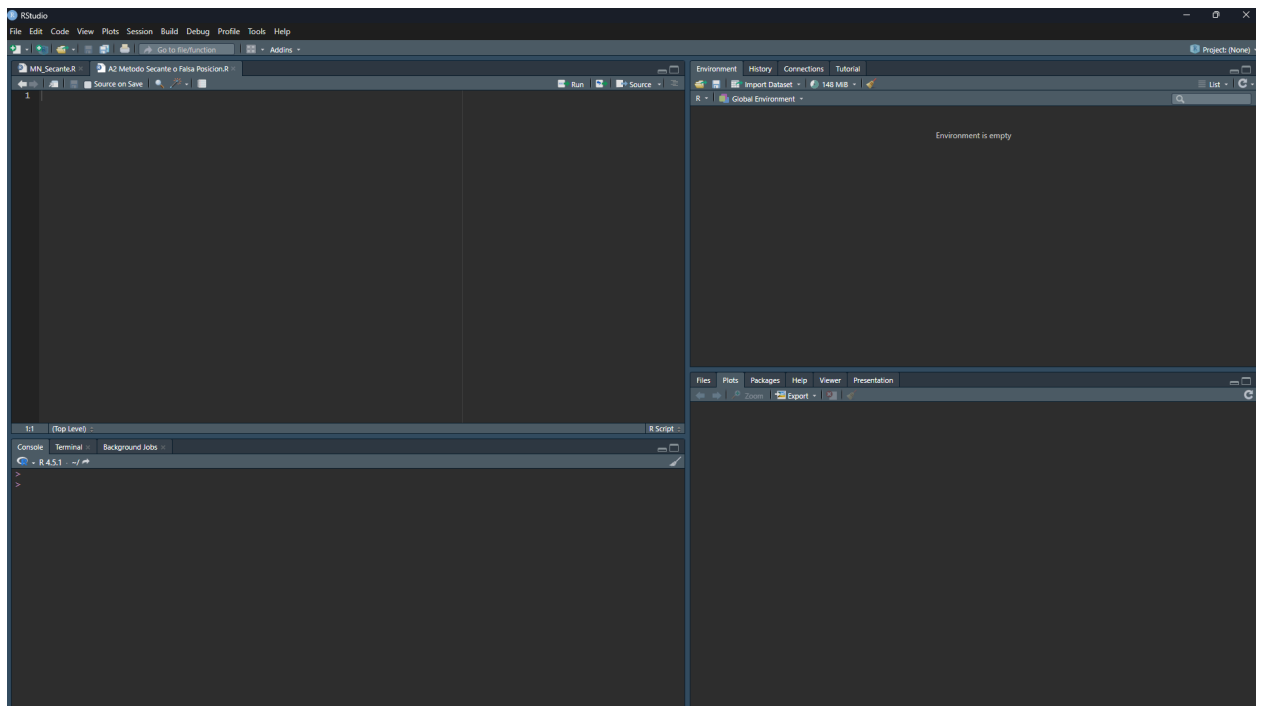 RStudio
File Edit Code View Plots Session Build Debug Profile Tools Help
Go to file/function Addins Project: (None)
MN_Secante.R A2 Metodo Secante o Falsa Posicion.R
Source on Save Run Source
1
1:1 (Top Level) R Script
Console Terminal Background Jobs
R 4.5.1 · ~/
>
>
Environment History Connections Tutorial
Import Dataset 148 MiB List
R Global Environment
Environment is empty
Files Plots Packages Help Viewer Presentation
Zoom Export